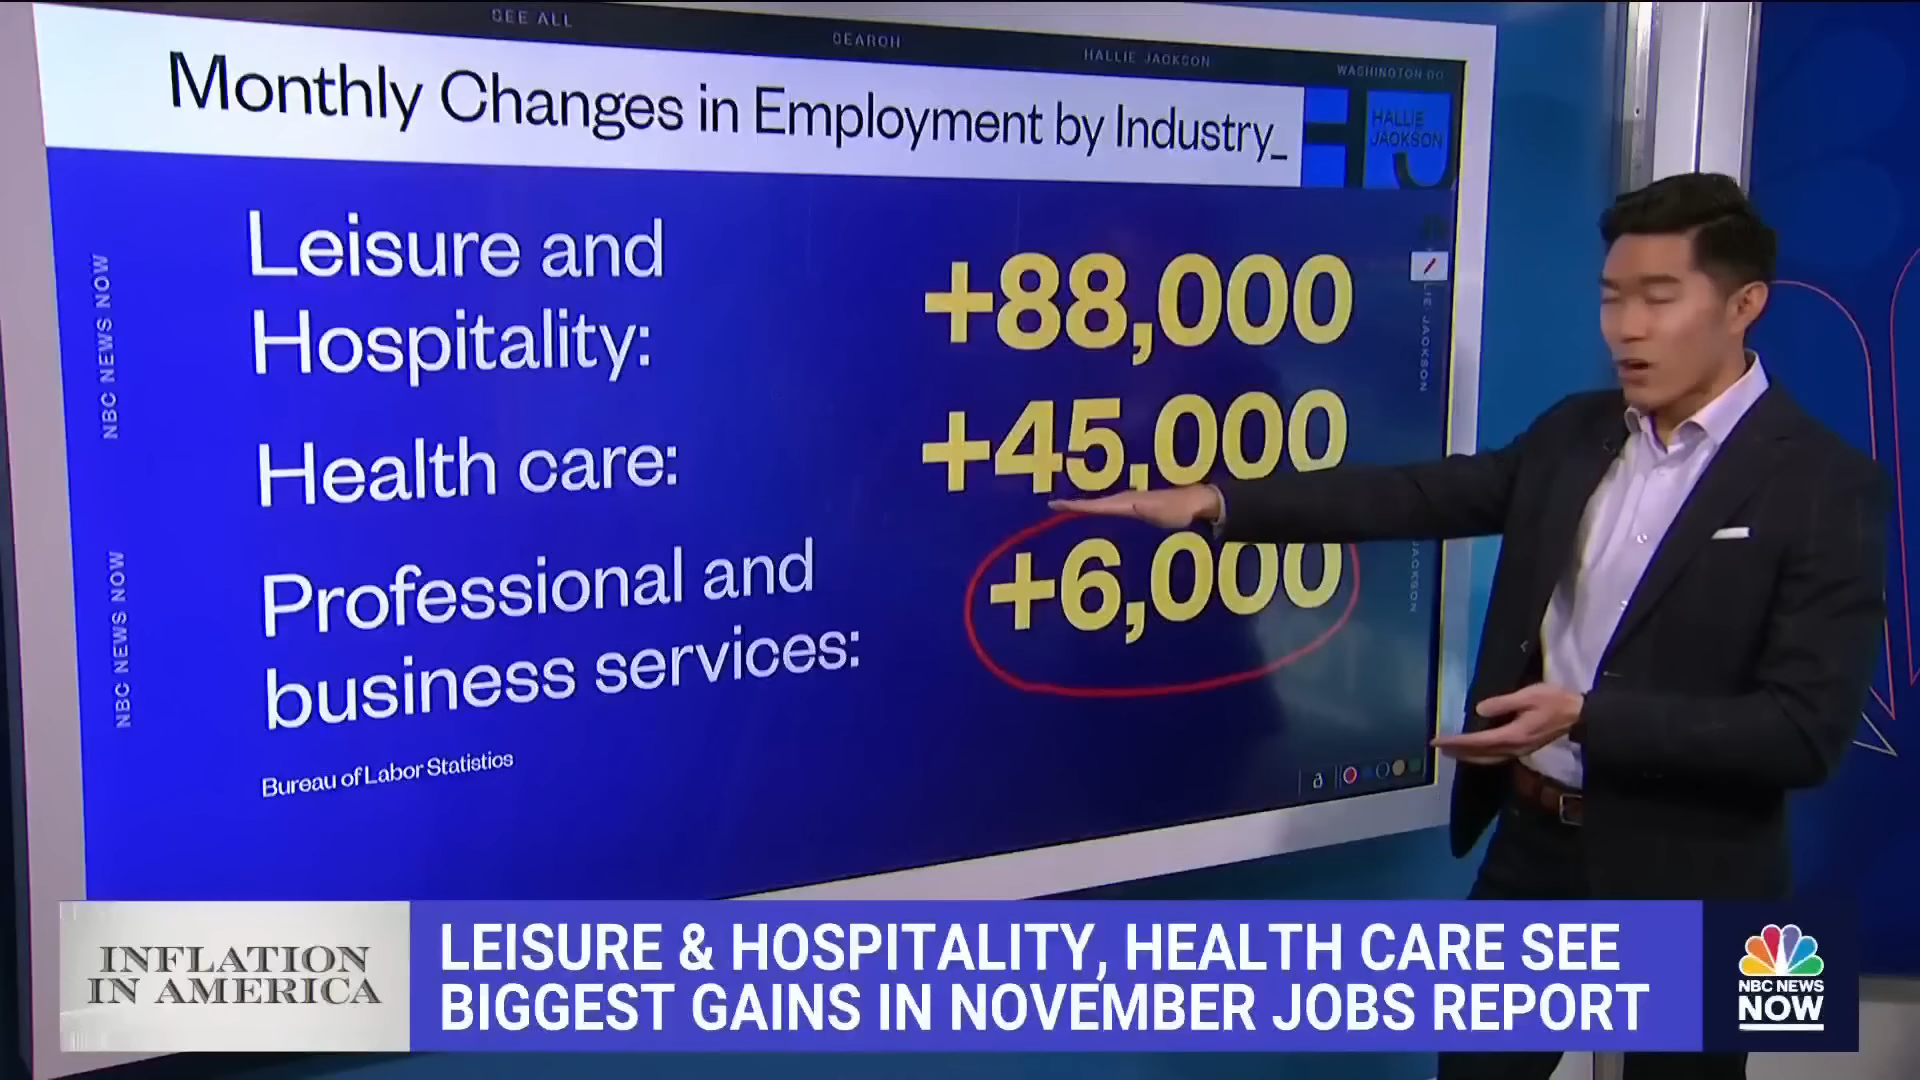 SEE ALL
SEARCH
HALLIE JACKSON
WASHINGTON DC
Monthly Changes in Employment by Industry_
HALLIE
JACKSON
Leisure and
Hospitality:
+88,000
Health care:
+45,000
Professional and
business services:
+6,000
Bureau of Labor Statistics
NBC NEWS NOW
NBC NEWS NOW
LIE JACKSON
JACKSON
INFLATION
IN AMERICA
LEISURE & HOSPITALITY, HEALTH CARE SEE
BIGGEST GAINS IN NOVEMBER JOBS REPORT
NBC NEWS
NOW